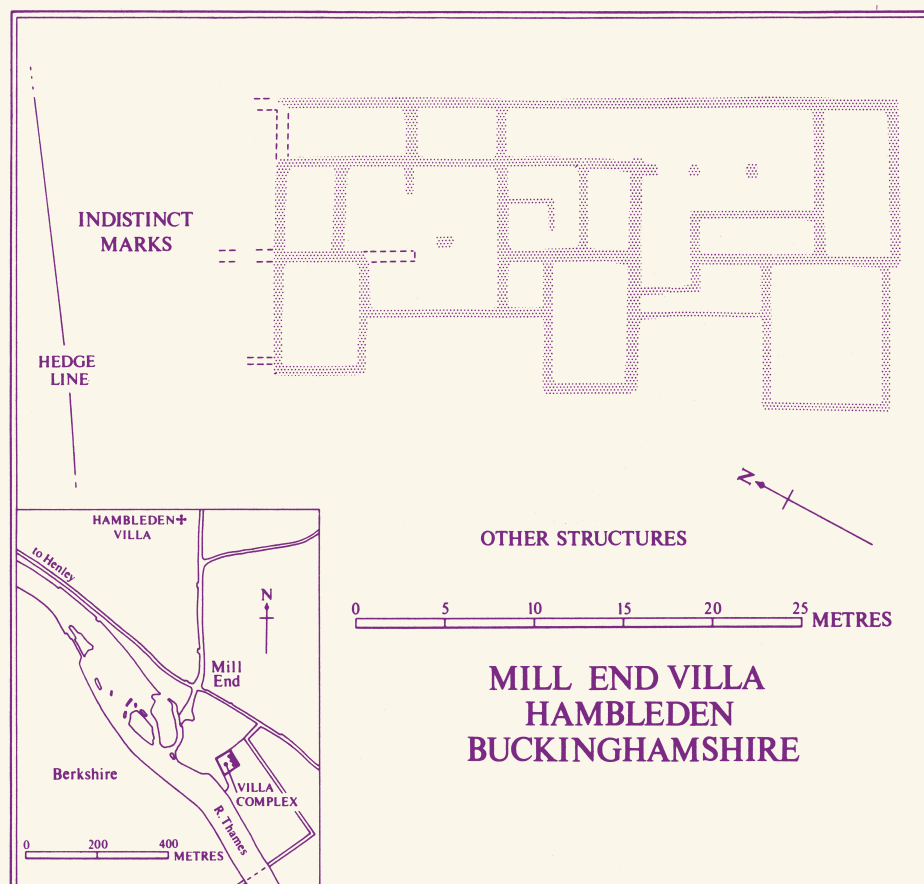 INDISTINCT
MARKS
HEDGE
LINE
N
OTHER STRUCTURES
0 5 10 15 20 25 METRES
MILL END VILLA
HAMBLEDEN
BUCKINGHAMSHIRE
HAMBLEDEN
VILLA
to Henley
N
Mill
End
Berkshire
VILLA
COMPLEX
R. Thames
0 200 400 METRES